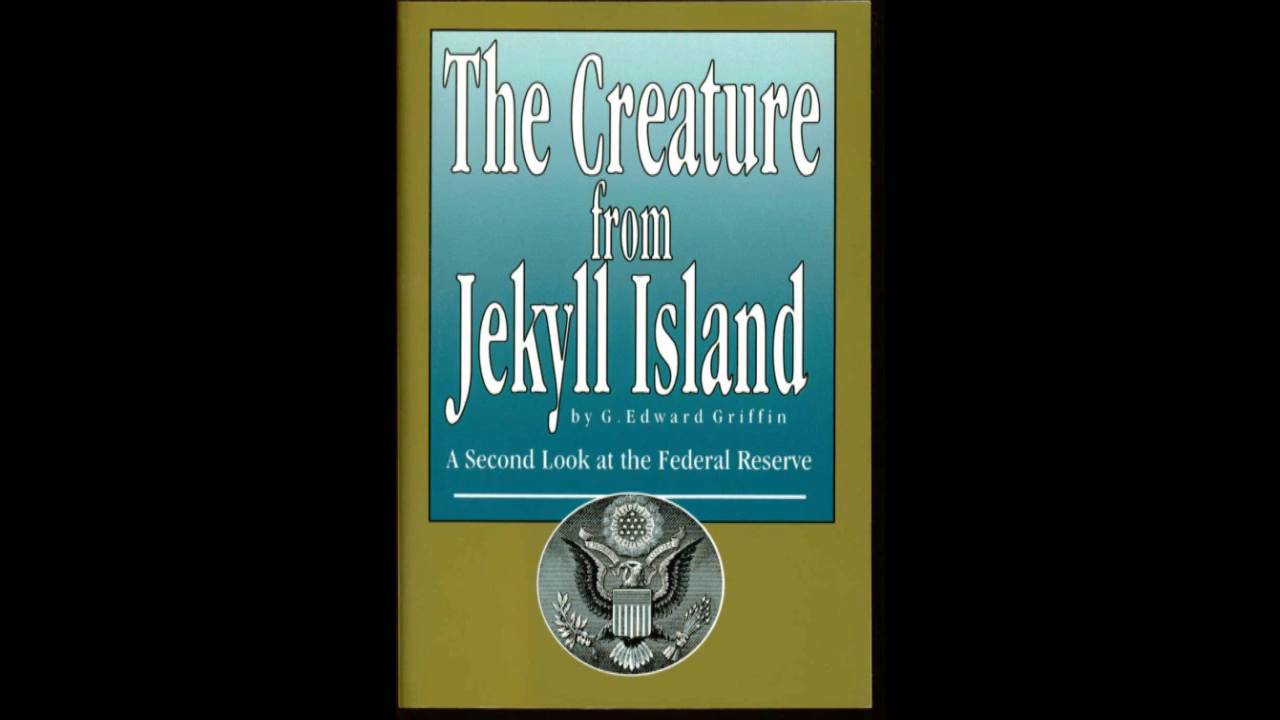 The Creature
from
Jekyll Island
by G. Edward Griffin
A Second Look at the Federal Reserve